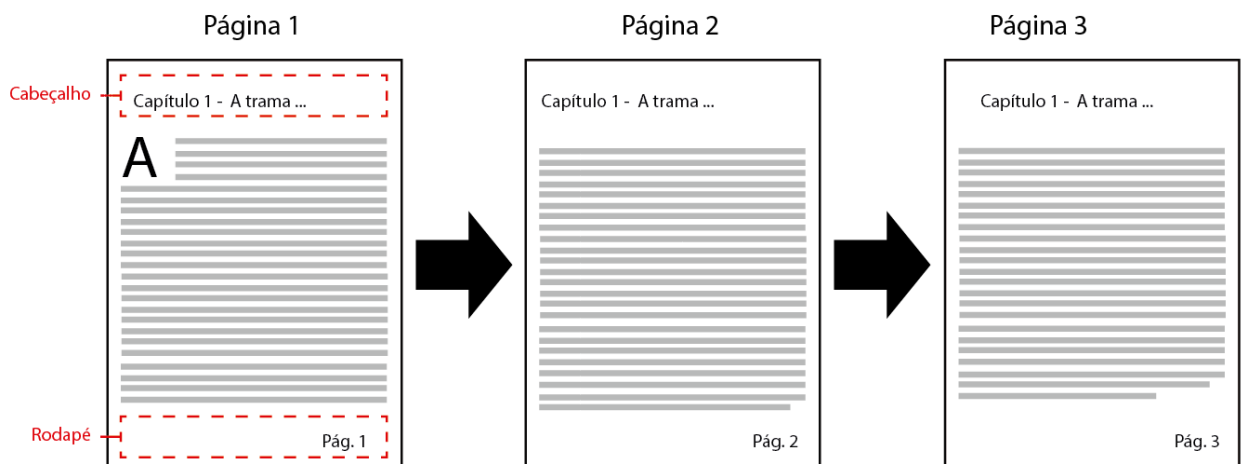 Página 1
Página 2
Página 3
Cabeçalho
Capítulo 1 - A trama ...
Capítulo 1 - A trama ...
Capítulo 1 - A trama ...
A
Rodapé
Pág. 1
Pág. 2
Pág. 3